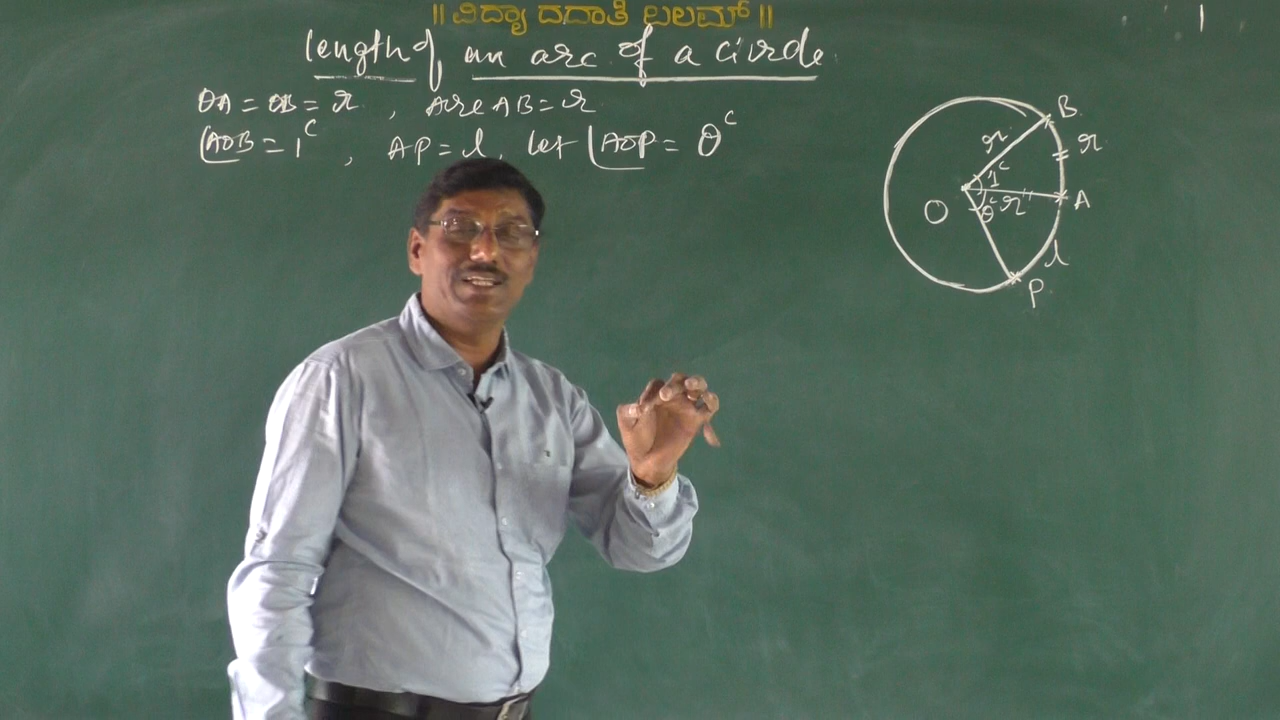 ॥ವಿದ್ಯಾ ದದಾತಿ ಬಲಮ್॥
length of an arc of a circle
OA = OB = r , Arc AB = r
∠AOB = 1ᶜ , AP = l, let ∠AOP = θᶜ
B
r
r
1ᶜ
A
O
θᶜ
r
l
P